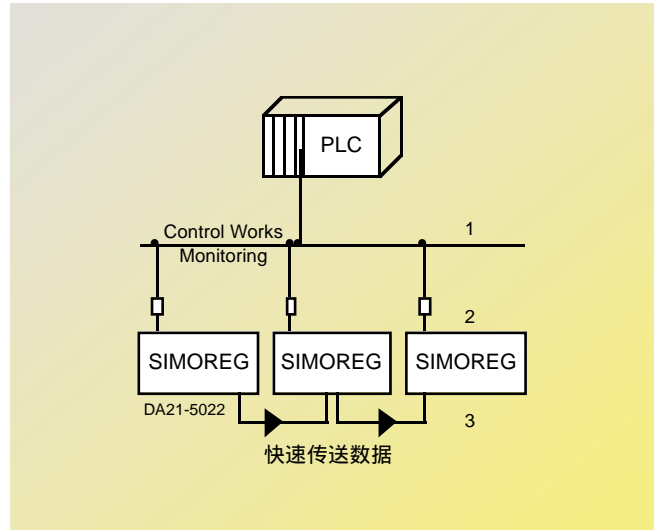 PLC
Control Works
1
Monitoring
2
SIMOREG
SIMOREG
SIMOREG
DA21-5022
3
快速传送数据